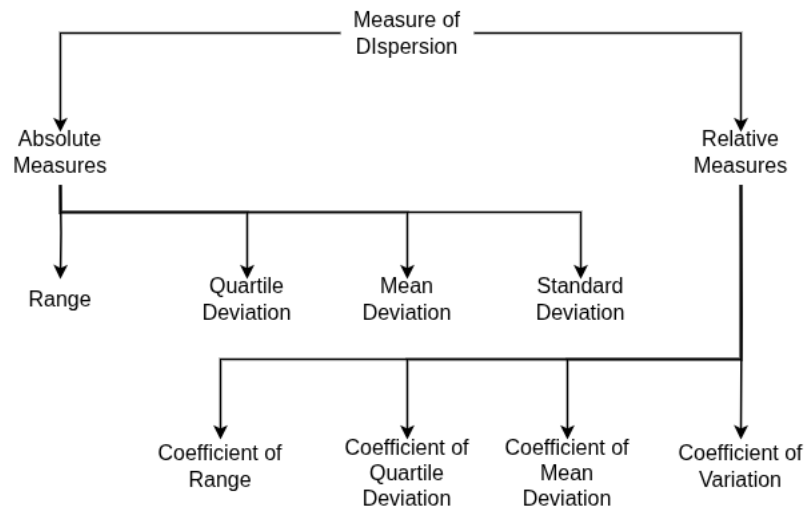 Measure of
DIspersion
Absolute
Measures
Relative
Measures
Range
Quartile
Deviation
Mean
Deviation
Standard
Deviation
Coefficient of
Range
Coefficient of
Quartile
Deviation
Coefficient of
Mean
Deviation
Coefficient of
Variation